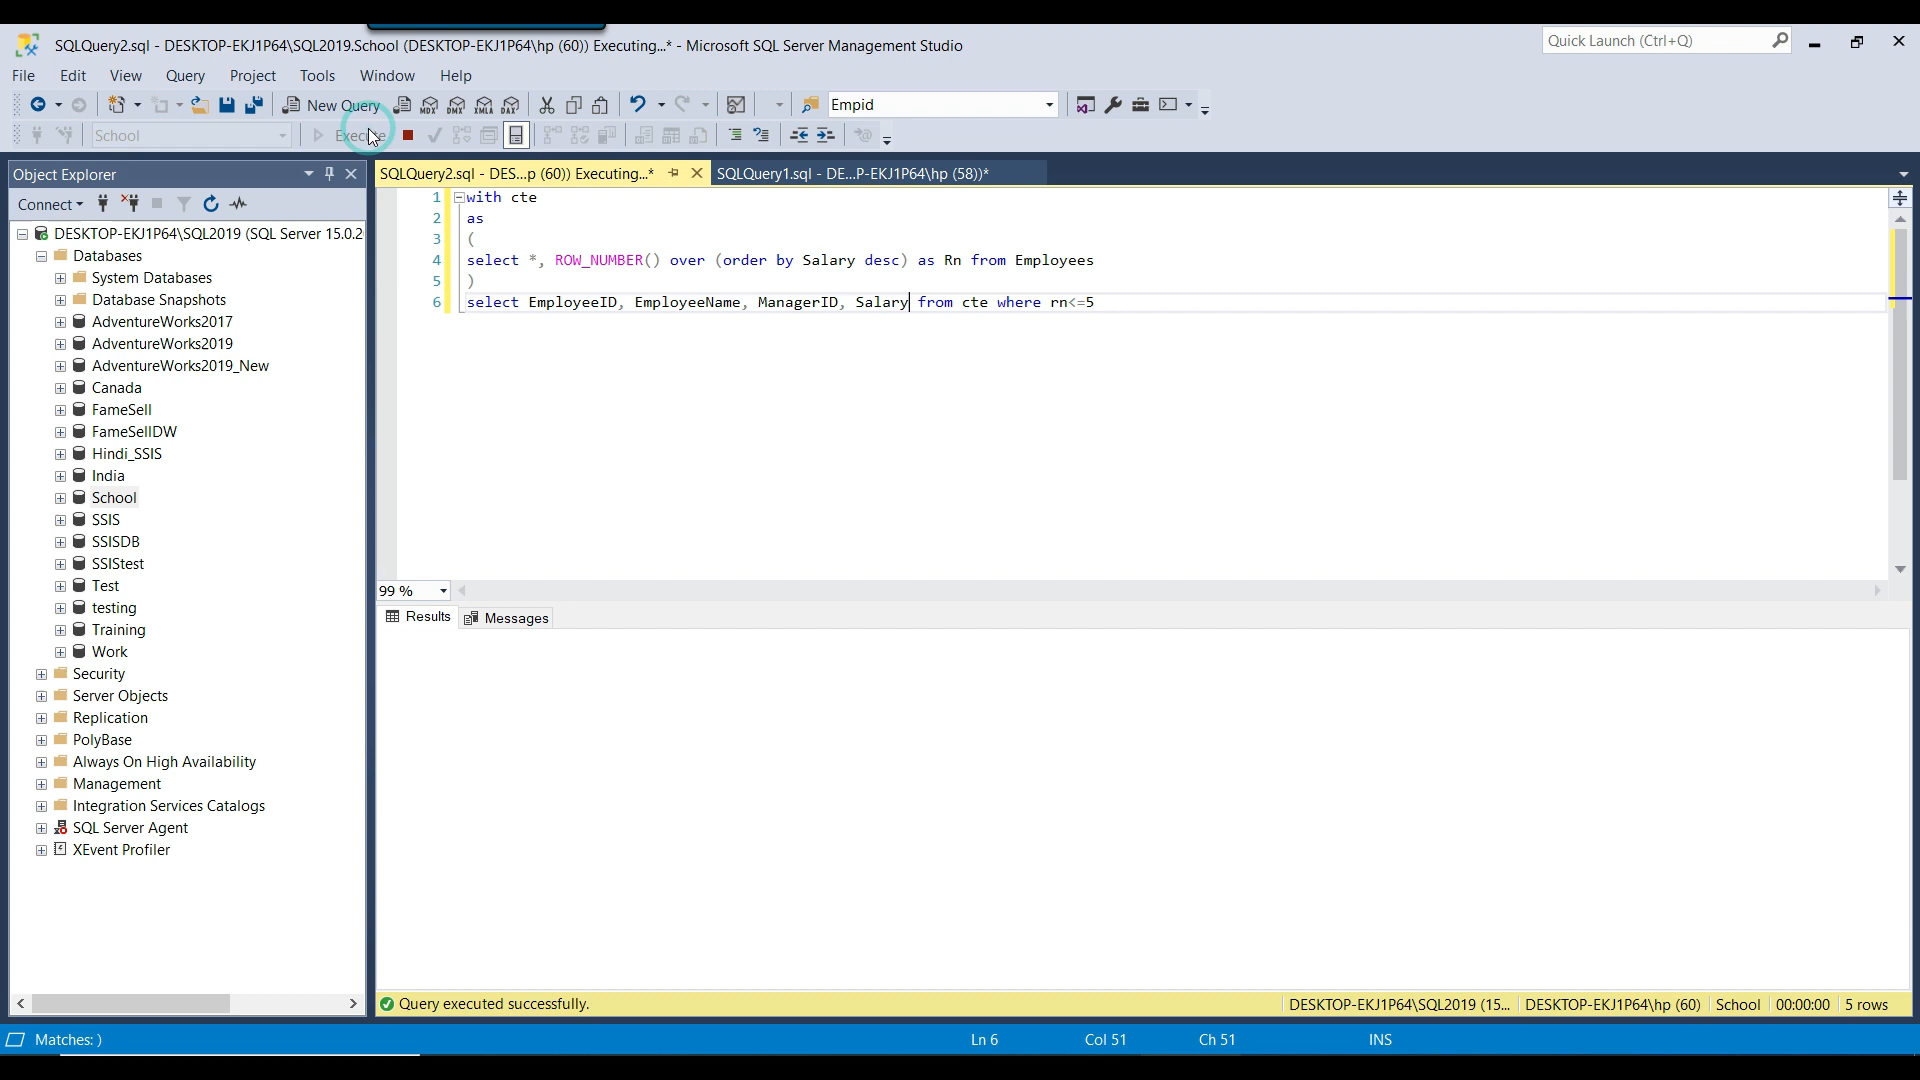 SQLQuery2.sql - DESKTOP-EKJ1P64\SQL2019.School (DESKTOP-EKJ1P64\hp (60)) Executing...* - Microsoft SQL Server Management Studio
Quick Launch (Ctrl+Q)
File Edit View Query Project Tools Window Help
New Query MDX DMX XMLA DAX Empid
School Execute
Object Explorer
SQLQuery2.sql - DES...p (60)) Executing...* SQLQuery1.sql - DE...P-EKJ1P64\hp (58))*
Connect
DESKTOP-EKJ1P64\SQL2019 (SQL Server 15.0.2
Databases
System Databases
Database Snapshots
AdventureWorks2017
AdventureWorks2019
AdventureWorks2019_New
Canada
FameSell
FameSellDW
Hindi_SSIS
India
School
SSIS
SSISDB
SSIStest
Test
testing
Training
Work
Security
Server Objects
Replication
PolyBase
Always On High Availability
Management
Integration Services Catalogs
SQL Server Agent
XEvent Profiler
1 with cte
2 as
3 (
4 select *, ROW_NUMBER() over (order by Salary desc) as Rn from Employees
5 )
6 select EmployeeID, EmployeeName, ManagerID, Salary from cte where rn<=5
99 %
Results Messages
Query executed successfully. DESKTOP-EKJ1P64\SQL2019 (15... DESKTOP-EKJ1P64\hp (60) School 00:00:00 5 rows
Matches: ) Ln 6 Col 51 Ch 51 INS